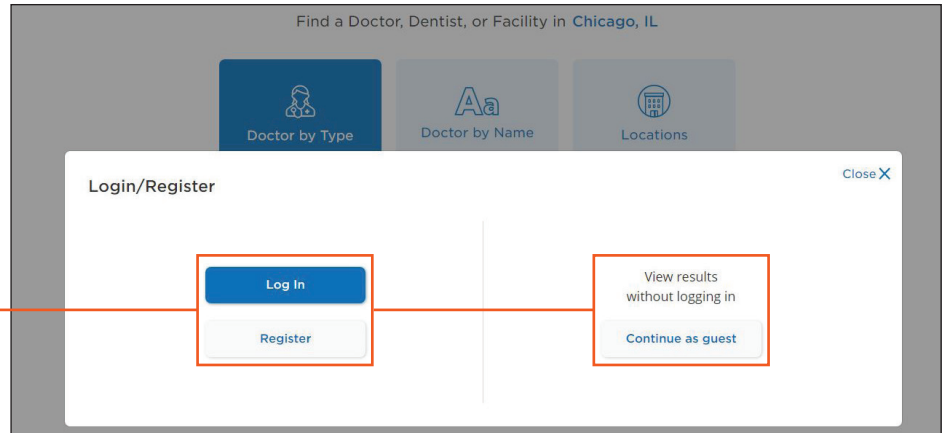 Find a Doctor, Dentist, or Facility in Chicago, IL
Aa
Doctor by Type
Doctor by Name
Locations
Login/Register
Close X
Log In
Register
View results
without logging in
Continue as guest